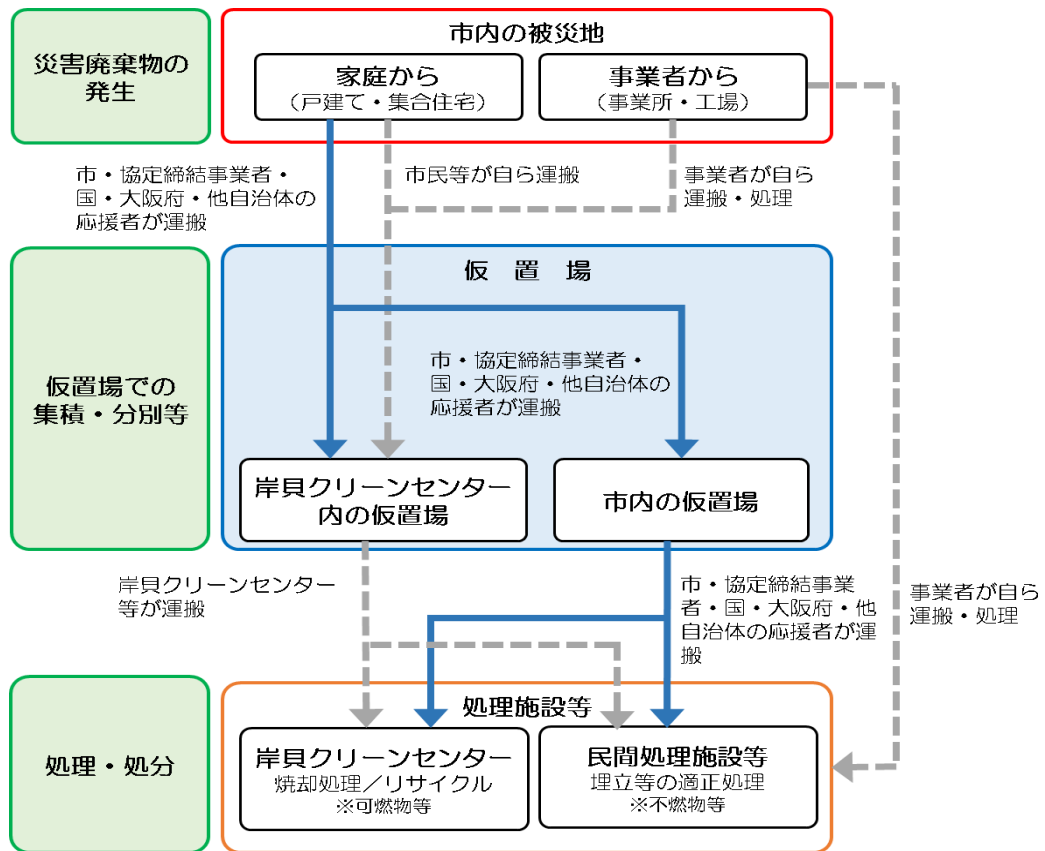 災害廃棄物の
発生
市内の被災地
家庭から
（戸建て・集合住宅）
事業者から
（事業所・工場）
市・協定締結事業者・
国・大阪府・他自治体の
応援者が運搬
市民等が自ら運搬
事業者が自ら
運搬・処理
仮置場での
集積・分別等
仮　置　場
市・協定締結事業者・
国・大阪府・他自治体の
応援者が運搬
岸貝クリーンセンター
内の仮置場
市内の仮置場
岸貝クリーンセンター
等が運搬
市・協定締結事業
者・国・大阪府・他
自治体の応援者が運
搬
事業者が自ら
運搬・処理
処理・処分
処理施設等
岸貝クリーンセンター
焼却処理／リサイクル
※可燃物等
民間処理施設等
埋立等の適正処理
※不燃物等